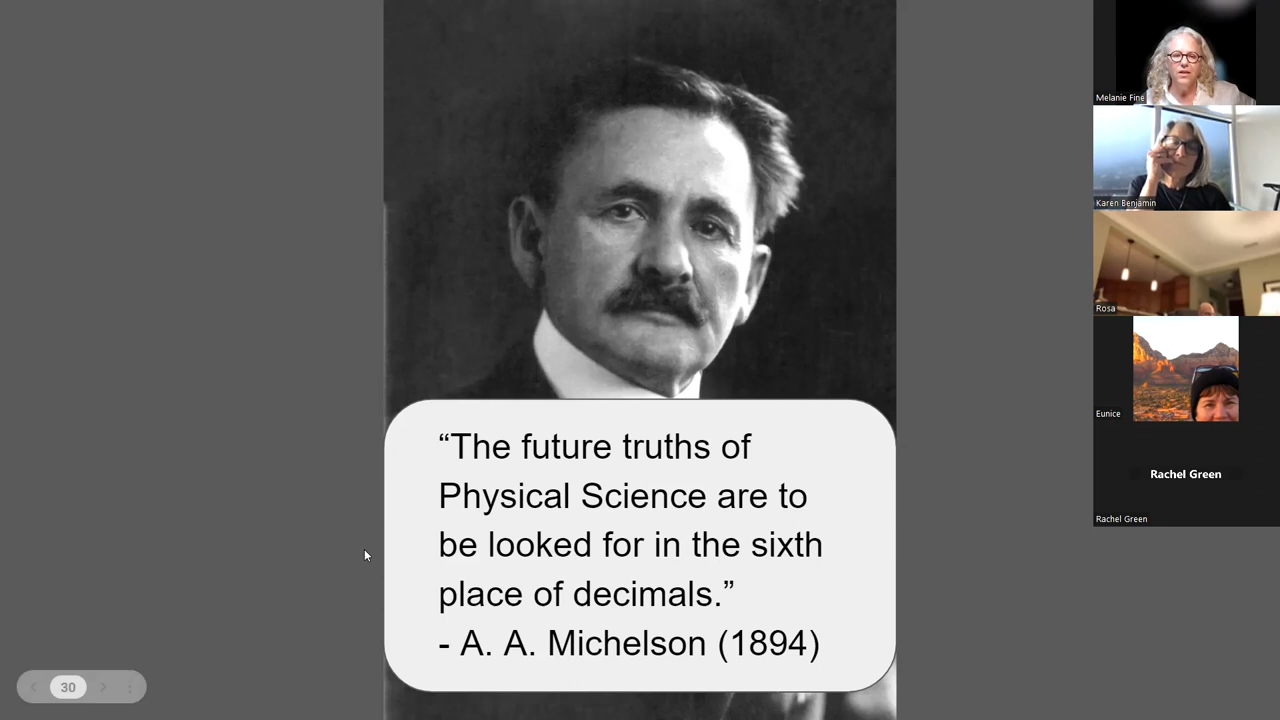 “The future truths of
Physical Science are to
be looked for in the sixth
place of decimals.”
- A. A. Michelson (1894)
Melanie Fine
Karen Benjamin
Rosa
Eunice
Rachel Green
Rachel Green
30